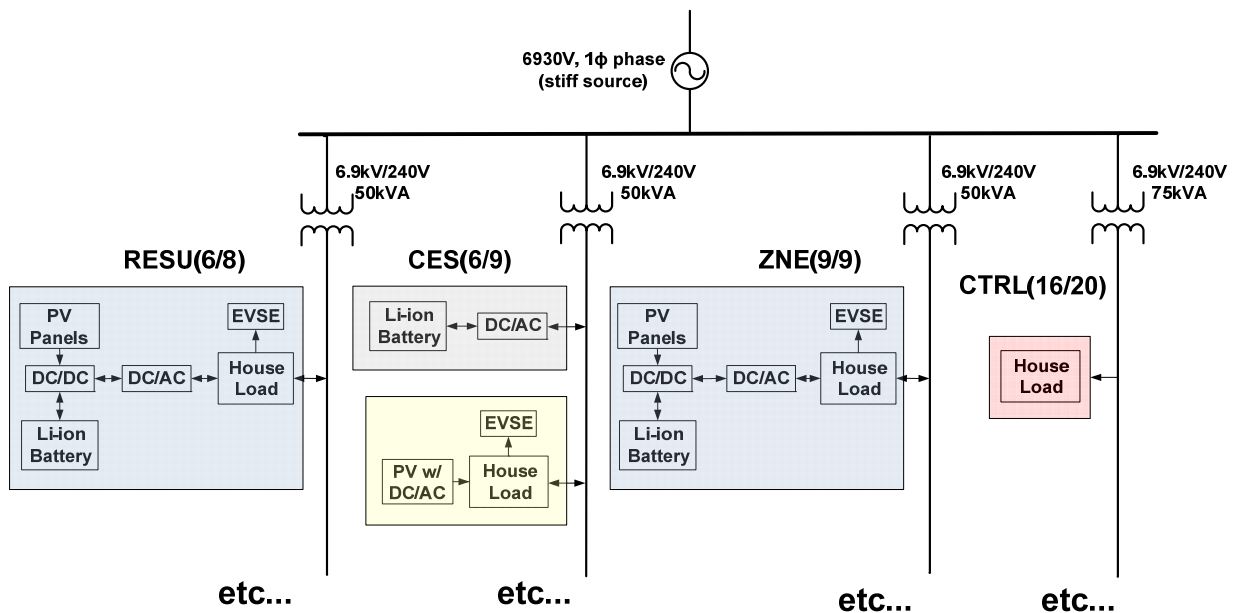 6930V, 1ϕ phase
(stiff source)
6.9kV/240V
50kVA
6.9kV/240V
50kVA
6.9kV/240V
50kVA
6.9kV/240V
75kVA
RESU(6/8)
CES(6/9)
ZNE(9/9)
CTRL(16/20)
PV
Panels
EVSE
DC/DC
DC/AC
House
Load
Li-ion
Battery
Li-ion
Battery
DC/AC
EVSE
PV w/
DC/AC
House
Load
PV
Panels
EVSE
DC/DC
DC/AC
House
Load
Li-ion
Battery
House
Load
etc...
etc...
etc...
etc...